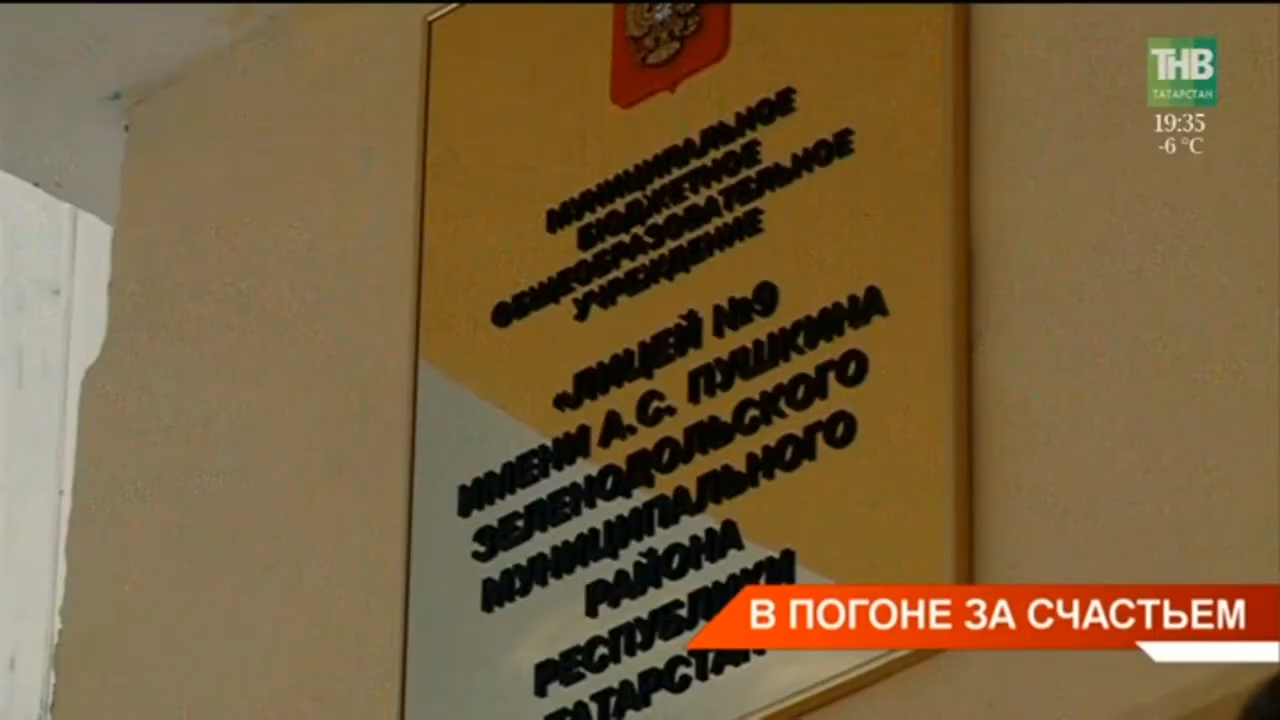 ТНВ
ТАТАРСТАН
19:35
-6 °C
МУНИЦИПАЛЬНОЕ
БЮДЖЕТНОЕ
ОБЩЕОБРАЗОВАТЕЛЬНОЕ
УЧРЕЖДЕНИЕ
«ЛИЦЕЙ №9
ИМЕНИ А.С. ПУШКИНА
ЗЕЛЕНОДОЛЬСКОГО
МУНИЦИПАЛЬНОГО
РАЙОНА
РЕСПУБЛИКИ
ТАТАРСТАН
В ПОГОНЕ ЗА СЧАСТЬЕМ